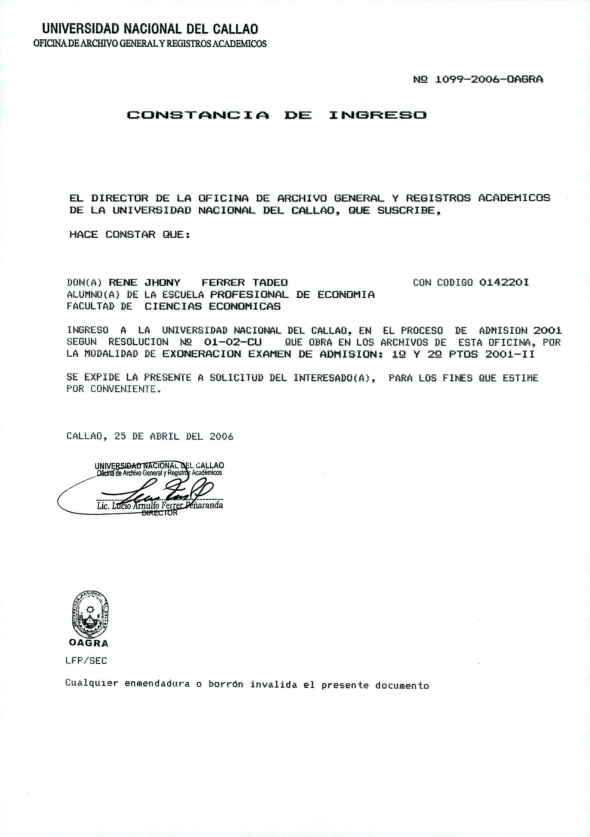 UNIVERSIDAD NACIONAL DEL CALLAO
OFICINA DE ARCHIVO GENERAL Y REGISTROS ACADEMICOS
Nº 1099-2006-OAGRA
CONSTANCIA DE INGRESO
EL DIRECTOR DE LA OFICINA DE ARCHIVO GENERAL Y REGISTROS ACADEMICOS
DE LA UNIVERSIDAD NACIONAL DEL CALLAO, QUE SUSCRIBE,
HACE CONSTAR QUE:
DON(A) RENE JHONY FERRER TADEO CON CODIGO 014220I
ALUMNO(A) DE LA ESCUELA PROFESIONAL DE ECONOMIA
FACULTAD DE CIENCIAS ECONOMICAS
INGRESO A LA UNIVERSIDAD NACIONAL DEL CALLAO, EN EL PROCESO DE ADMISION 2001
SEGUN RESOLUCION Nº 01-02-CU QUE OBRA EN LOS ARCHIVOS DE ESTA OFICINA, POR
LA MODALIDAD DE EXONERACION EXAMEN DE ADMISION: 1º Y 2º PTOS 2001-II
SE EXPIDE LA PRESENTE A SOLICITUD DEL INTERESADO(A), PARA LOS FINES QUE ESTIME
POR CONVENIENTE.
CALLAO, 25 DE ABRIL DEL 2006
UNIVERSIDAD NACIONAL DEL CALLAO
Oficina de Archivo General y Registros Académicos
Lic. Lucio Arnulfo Ferrer Peñaranda
DIRECTOR
OAGRA
LFP/SEC
Cualquier enmendadura o borrón invalida el presente documento